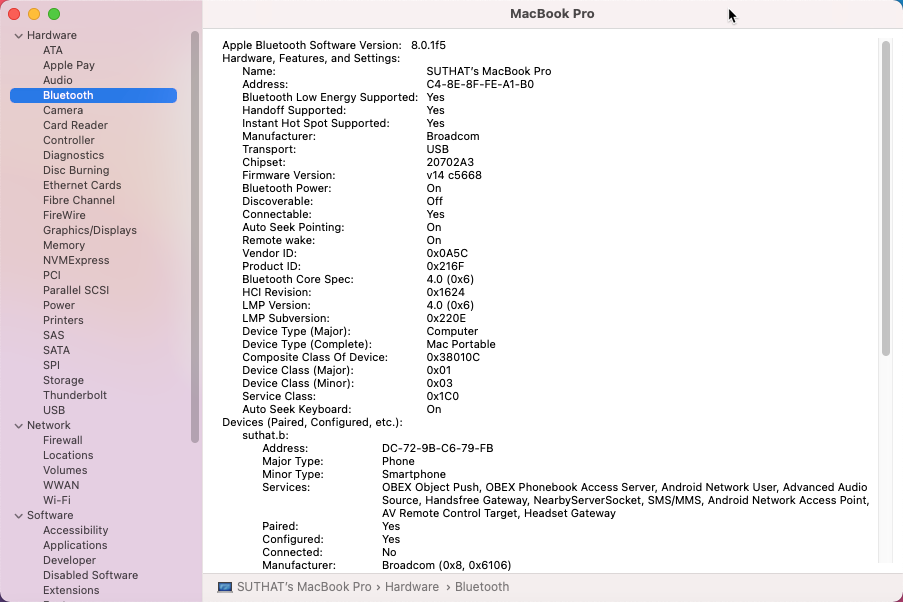 MacBook Pro
Hardware
ATA
Apple Pay
Audio
Bluetooth
Camera
Card Reader
Controller
Diagnostics
Disc Burning
Ethernet Cards
Fibre Channel
FireWire
Graphics/Displays
Memory
NVMExpress
PCI
Parallel SCSI
Power
Printers
SAS
SATA
SPI
Storage
Thunderbolt
USB
Network
Firewall
Locations
Volumes
WWAN
Wi-Fi
Software
Accessibility
Applications
Developer
Disabled Software
Extensions
Apple Bluetooth Software Version: 8.0.1f5
Hardware, Features, and Settings:
Name: SUTHAT's MacBook Pro
Address: C4-8E-8F-FE-A1-B0
Bluetooth Low Energy Supported: Yes
Handoff Supported: Yes
Instant Hot Spot Supported: Yes
Manufacturer: Broadcom
Transport: USB
Chipset: 20702A3
Firmware Version: v14 c5668
Bluetooth Power: On
Discoverable: Off
Connectable: Yes
Auto Seek Pointing: On
Remote wake: On
Vendor ID: 0x0A5C
Product ID: 0x216F
Bluetooth Core Spec: 4.0 (0x6)
HCI Revision: 0x1624
LMP Version: 4.0 (0x6)
LMP Subversion: 0x220E
Device Type (Major): Computer
Device Type (Complete): Mac Portable
Composite Class Of Device: 0x38010C
Device Class (Major): 0x01
Device Class (Minor): 0x03
Service Class: 0x1C0
Auto Seek Keyboard: On
Devices (Paired, Configured, etc.):
suthat.b:
Address: DC-72-9B-C6-79-FB
Major Type: Phone
Minor Type: Smartphone
Services: OBEX Object Push, OBEX Phonebook Access Server, Android Network User, Advanced Audio
Source, Handsfree Gateway, NearbyServerSocket, SMS/MMS, Android Network Access Point,
AV Remote Control Target, Headset Gateway
Paired: Yes
Configured: Yes
Connected: No
Manufacturer: Broadcom (0x8, 0x6106)
SUTHAT's MacBook Pro › Hardware › Bluetooth